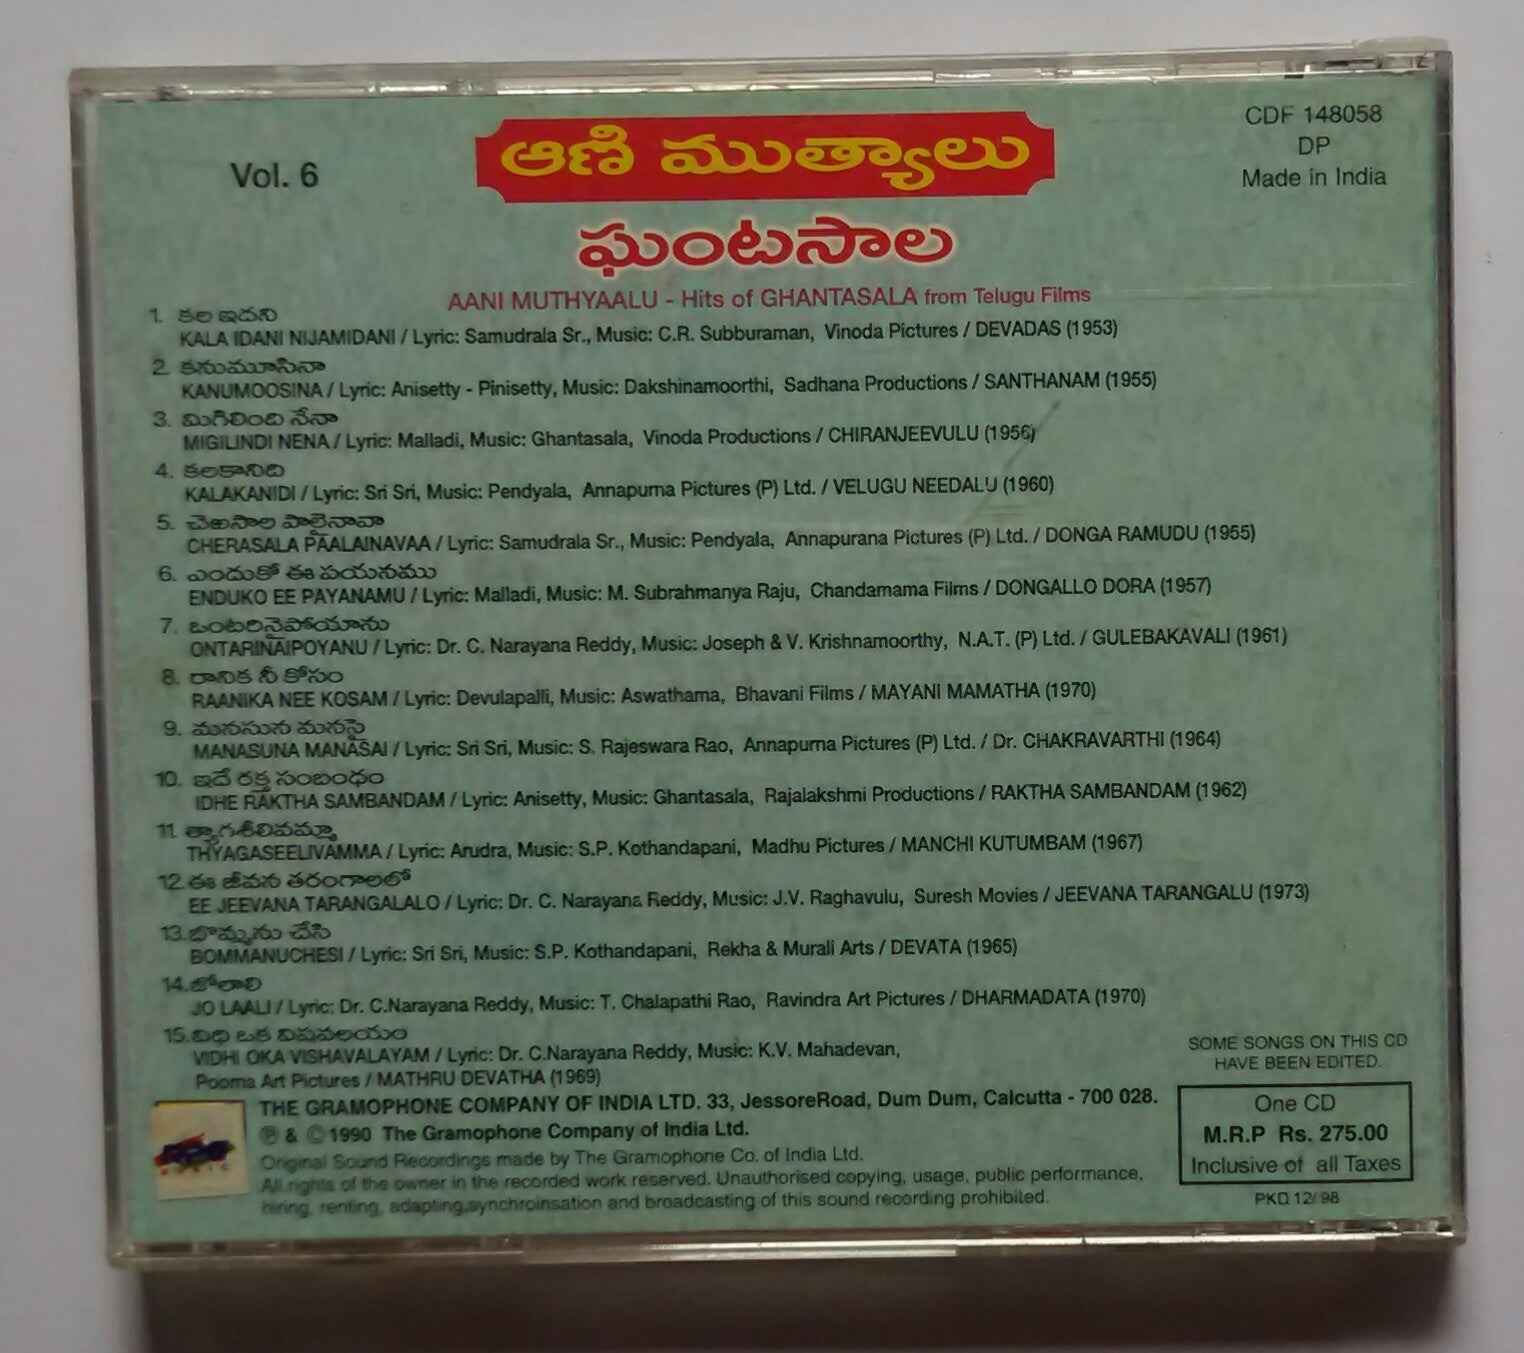 Vol. 6
ఆణి ముత్యాలు
CDF 148058
DP
Made in India
ఘంటసాల
AANI MUTHYAALU - Hits of GHANTASALA from Telugu Films
1. కల ఇదని
KALA IDANI NIJAMIDANI / Lyric: Samudrala Sr., Music: C.R. Subburaman, Vinoda Pictures / DEVADAS (1953)
2. కనుమూసినా
KANUMOOSINA / Lyric: Anisetty - Pinisetty, Music: Dakshinamoorthi, Sadhana Productions / SANTHANAM (1955)
3. మిగిలింది నేనా
MIGILINDI NENA / Lyric: Malladi, Music: Ghantasala, Vinoda Productions / CHIRANJEEVULU (1956)
4. కలకానిది
KALAKANIDI / Lyric: Sri Sri, Music: Pendyala, Annapurna Pictures (P) Ltd. / VELUGU NEEDALU (1960)
5. చెఱసాల పాలైనావా
CHERASALA PAALAINAVAA / Lyric: Samudrala Sr., Music: Pendyala, Annapurana Pictures (P) Ltd. / DONGA RAMUDU (1955)
6. ఎందుకో ఈ పయనము
ENDUKO EE PAYANAMU / Lyric: Malladi, Music: M. Subrahmanya Raju, Chandamama Films / DONGALLO DORA (1957)
7. ఒంటరినైపోయాను
ONTARINAIPOYANU / Lyric: Dr. C. Narayana Reddy, Music: Joseph & V. Krishnamoorthy, N.A.T. (P) Ltd. / GULEBAKAVALI (1961)
8. రానిక నీ కోసం
RAANIKA NEE KOSAM / Lyric: Devulapalli, Music: Aswathama, Bhavani Films / MAYANI MAMATHA (1970)
9. మనసున మనసై
MANASUNA MANASAI / Lyric: Sri Sri, Music: S. Rajeswara Rao, Annapurna Pictures (P) Ltd. / Dr. CHAKRAVARTHI (1964)
10. ఇదే రక్త సంబంధం
IDHE RAKTHA SAMBANDAM / Lyric: Anisetty, Music: Ghantasala, Rajalakshmi Productions / RAKTHA SAMBANDAM (1962)
11. త్యాగశీలివమ్మా
THYAGASEELIVAMMA / Lyric: Arudra, Music: S.P. Kothandapani, Madhu Pictures / MANCHI KUTUMBAM (1967)
12. ఈ జీవన తరంగాలలో
EE JEEVANA TARANGALALO / Lyric: Dr. C. Narayana Reddy, Music: J.V. Raghavulu, Suresh Movies / JEEVANA TARANGALU (1973)
13. బొమ్మను చేసి
BOMMANUCHESI / Lyric: Sri Sri, Music: S.P. Kothandapani, Rekha & Murali Arts / DEVATA (1965)
14. జోలాలి
JO LAALI / Lyric: Dr. C.Narayana Reddy, Music: T. Chalapathi Rao, Ravindra Art Pictures / DHARMADATA (1970)
15. విధి ఒక విషవలయం
VIDHI OKA VISHAVALAYAM / Lyric: Dr. C.Narayana Reddy, Music: K.V. Mahadevan,
Poorna Art Pictures / MATHRU DEVATHA (1969)
SOME SONGS ON THIS CD
HAVE BEEN EDITED.
THE GRAMOPHONE COMPANY OF INDIA LTD. 33, JessoreRoad, Dum Dum, Calcutta - 700 028.
℗ & © 1990 The Gramophone Company of India Ltd.
Original Sound Recordings made by The Gramophone Co. of India Ltd.
All rights of the owner in the recorded work reserved. Unauthorised copying, usage, public performance,
hiring, renting, adapting,synchroinsation and broadcasting of this sound recording prohibited.
MUSIC
One CD
M.R.P Rs. 275.00
Inclusive of all Taxes
PKD 12/ 98